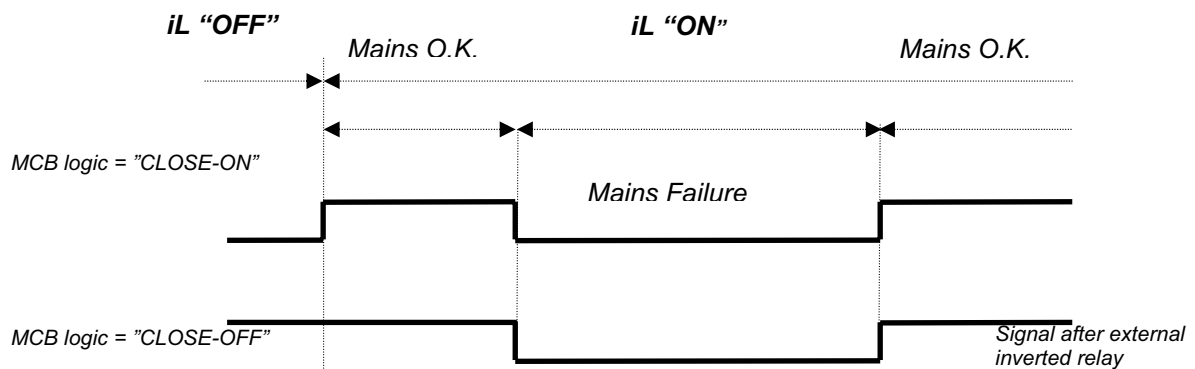 iL “OFF”
iL “ON”
Mains O.K.
Mains O.K.
MCB logic = ”CLOSE-ON”
Mains Failure
MCB logic = ”CLOSE-OFF”
Signal after external
inverted relay